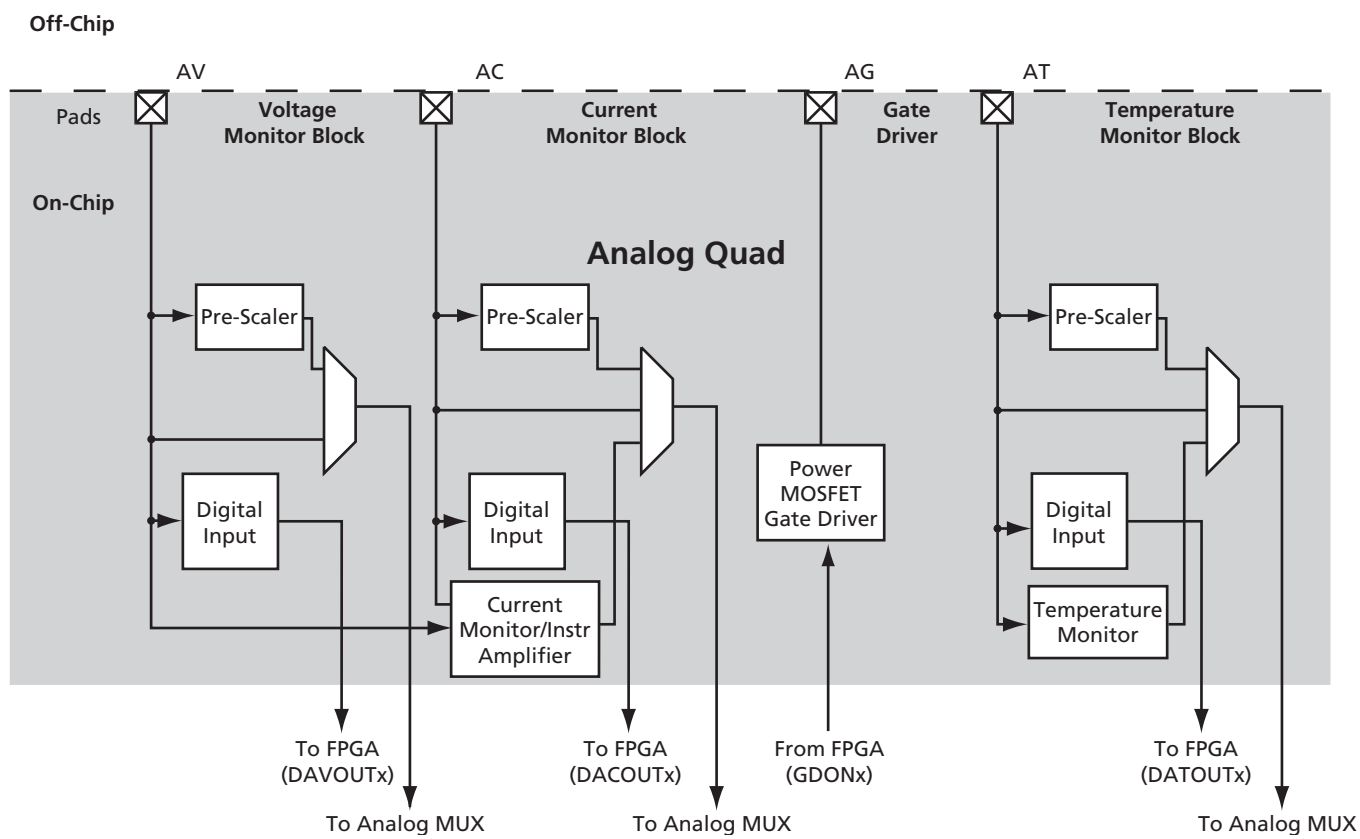 Off-Chip
AV
AC
AG
AT
Pads
Voltage
Monitor Block
Current
Monitor Block
Gate
Driver
Temperature
Monitor Block
On-Chip
Analog Quad
Pre-Scaler
Pre-Scaler
Pre-Scaler
Digital
Input
Digital
Input
Power
MOSFET
Gate Driver
Digital
Input
Current
Monitor/Instr
Amplifier
Temperature
Monitor
To FPGA
(DAVOUTx)
To FPGA
(DACOUTx)
From FPGA
(GDONx)
To FPGA
(DATOUTx)
To Analog MUX
To Analog MUX
To Analog MUX